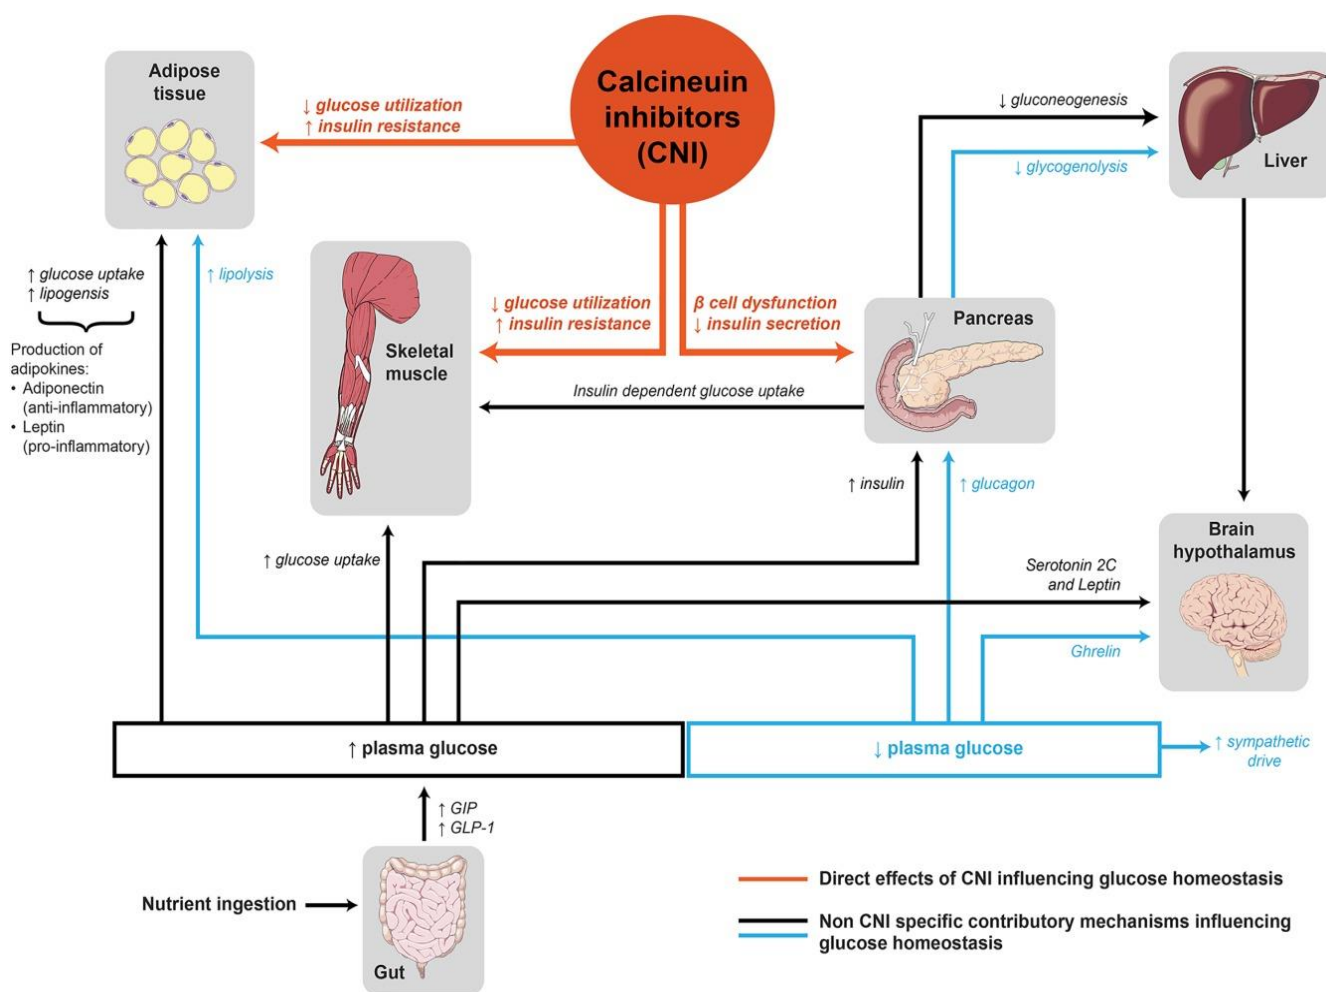 Adipose
tissue
↓ glucose utilization
↑ insulin resistance
Calcineuin
inhibitors
(CNI)
↓ gluconeogenesis
↓ glycogenolysis
Liver
↑ glucose uptake
↑ lipogensis
↑ lipolysis
Production of
adipokines:
• Adiponectin
(anti-inflammatory)
• Leptin
(pro-inflammatory)
Skeletal
muscle
↓ glucose utilization
↑ insulin resistance
β cell dysfunction
↓ insulin secretion
Pancreas
Insulin dependent glucose uptake
↑ insulin
↑ glucagon
↑ glucose uptake
Brain
hypothalamus
Serotonin 2C
and Leptin
Ghrelin
↑ plasma glucose
↓ plasma glucose
↑ sympathetic
drive
↑ GIP
↑ GLP-1
Nutrient ingestion
Gut
Direct effects of CNI influencing glucose homeostasis
Non CNI specific contributory mechanisms influencing
glucose homeostasis